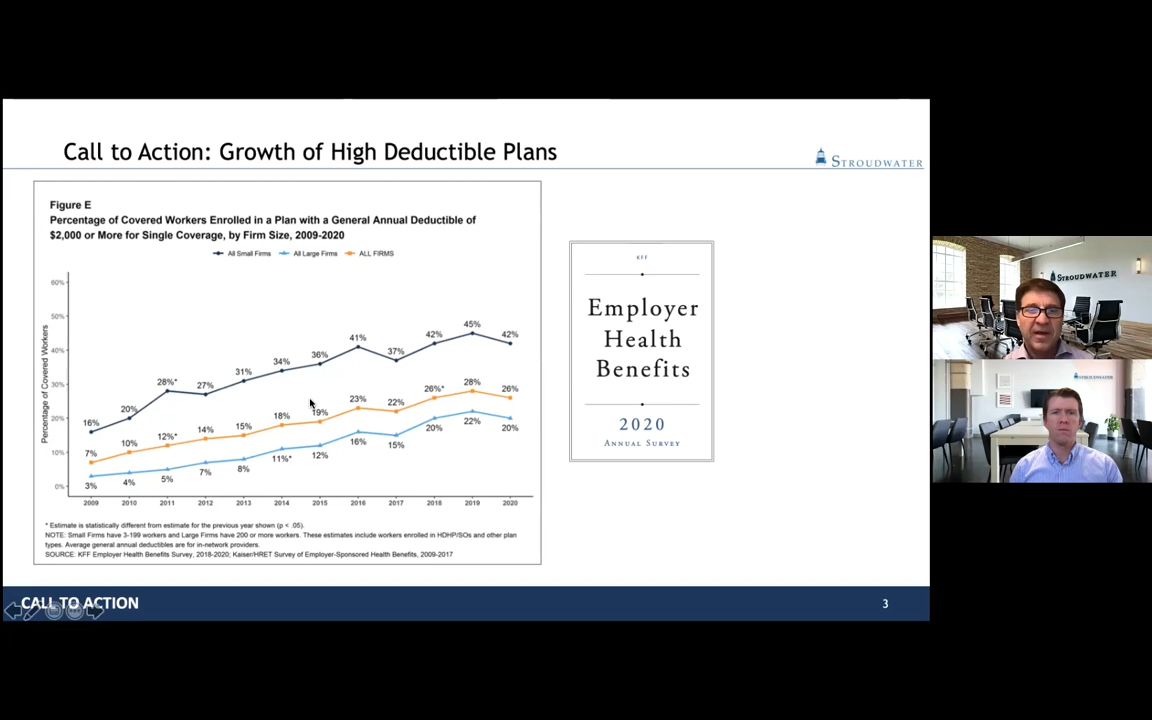 Call to Action: Growth of High Deductible Plans
STROUDWATER
Figure E
Percentage of Covered Workers Enrolled in a Plan with a General Annual Deductible of
$2,000 or More for Single Coverage, by Firm Size, 2009-2020
All Small Firms All Large Firms ALL FIRMS
Percentage of Covered Workers
60%
50%
40%
30%
20%
10%
0%
16% 20% 28%* 27% 31% 34% 36% 41% 37% 42% 45% 42%
7% 10% 12%* 14% 15% 18% 19% 23% 22% 26%* 28% 26%
3% 4% 5% 7% 8% 11%* 12% 16% 15% 20% 22% 20%
2009 2010 2011 2012 2013 2014 2015 2016 2017 2018 2019 2020
* Estimate is statistically different from estimate for the previous year shown (p < .05).
NOTE: Small Firms have 3-199 workers and Large Firms have 200 or more workers. These estimates include workers enrolled in HDHP/SOs and other plan
types. Average general annual deductibles are for in-network providers.
SOURCE: KFF Employer Health Benefits Survey, 2018-2020; Kaiser/HRET Survey of Employer-Sponsored Health Benefits, 2009-2017
KFF
Employer
Health
Benefits
2020
ANNUAL SURVEY
STROUDWATER
STROUDWATER
CALL TO ACTION
3